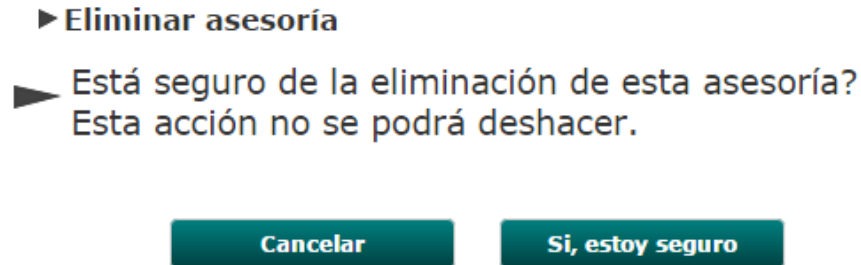 Eliminar asesoría
Está seguro de la eliminación de esta asesoría?
Esta acción no se podrá deshacer.
Cancelar
Si, estoy seguro